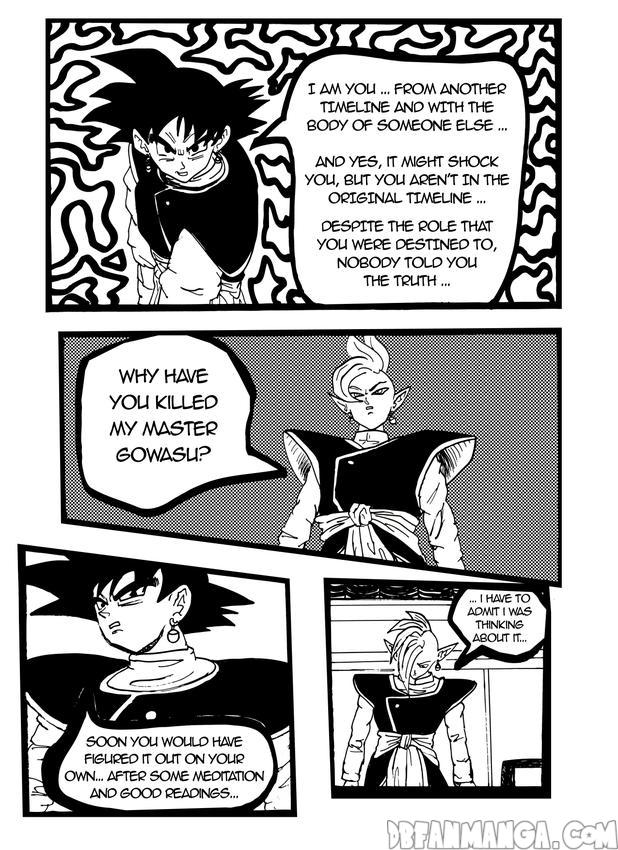 I AM YOU ... FROM ANOTHER
TIMELINE AND WITH THE
BODY OF SOMEONE ELSE ...
AND YES, IT MIGHT SHOCK
YOU, BUT YOU AREN'T IN THE
ORIGINAL TIMELINE ...
DESPITE THE ROLE THAT
YOU WERE DESTINED TO,
NOBODY TOLD YOU
THE TRUTH ...
WHY HAVE
YOU KILLED
MY MASTER
GOWASU?
SOON YOU WOULD HAVE
FIGURED IT OUT ON YOUR
OWN... AFTER SOME MEDITATION
AND GOOD READINGS...
... I HAVE TO
ADMIT I WAS
THINKING
ABOUT IT...
DBFANMANGA.COM